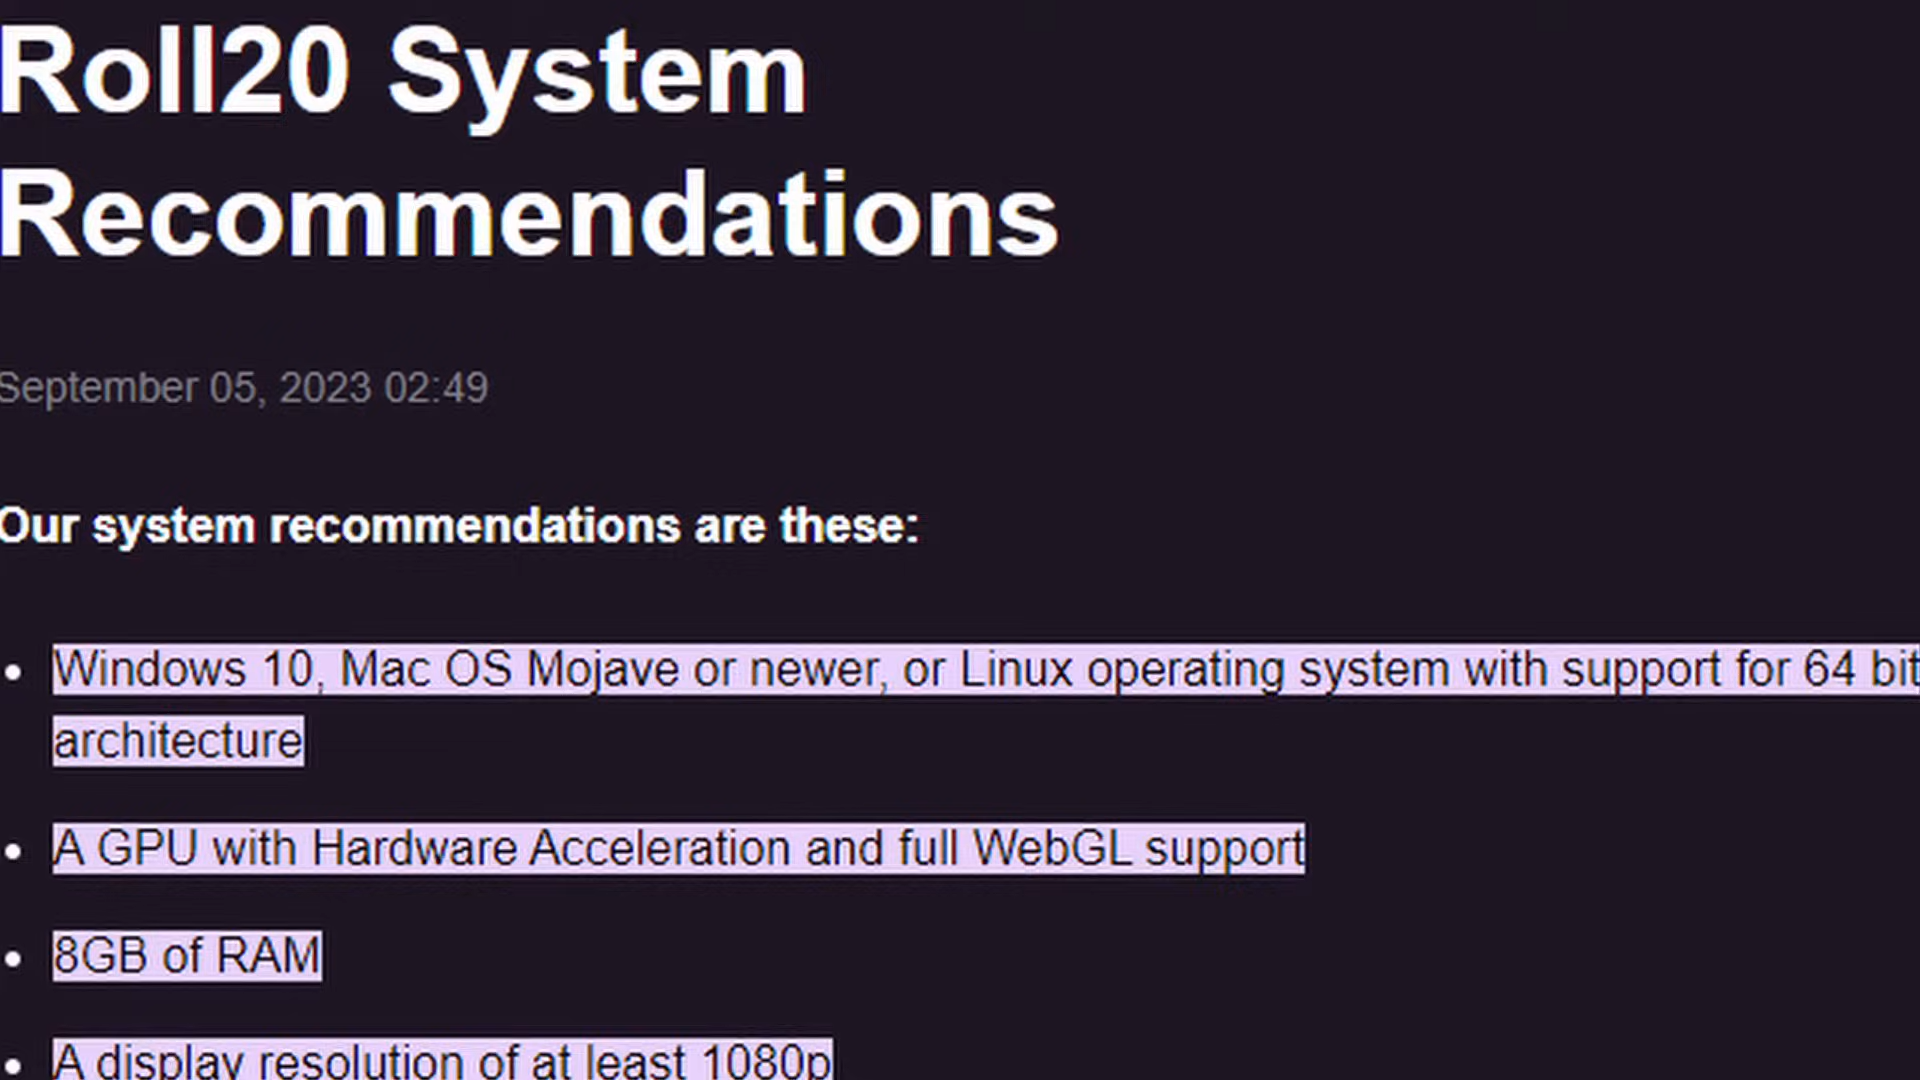 Roll20 System
Recommendations
September 05, 2023 02:49
Our system recommendations are these:
• Windows 10, Mac OS Mojave or newer, or Linux operating system with support for 64 bit
architecture
• A GPU with Hardware Acceleration and full WebGL support
• 8GB of RAM
• A display resolution of at least 1080p